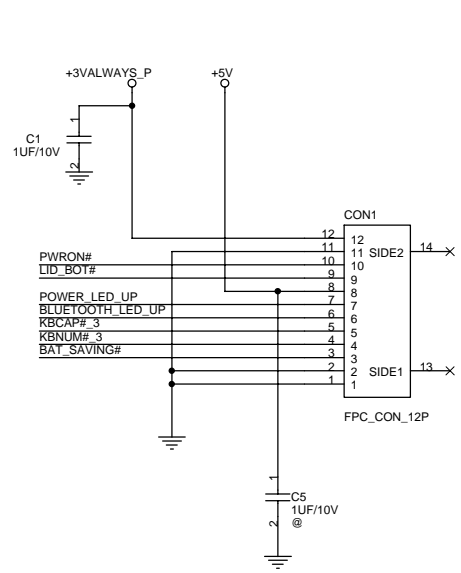 +3VALWAYS_P
+5V
1
C1
1UF/10V
2
CON1
12
12
11
11
SIDE2
14
PWRON#
10
10
LID_BOT#
9
9
8
8
POWER_LED_UP
7
7
BLUETOOTH_LED_UP
6
6
KBCAP#_3
5
5
KBNUM#_3
4
4
BAT_SAVING#
3
3
2
2
SIDE1
13
1
1
FPC_CON_12P
1
C5
1UF/10V
2
@